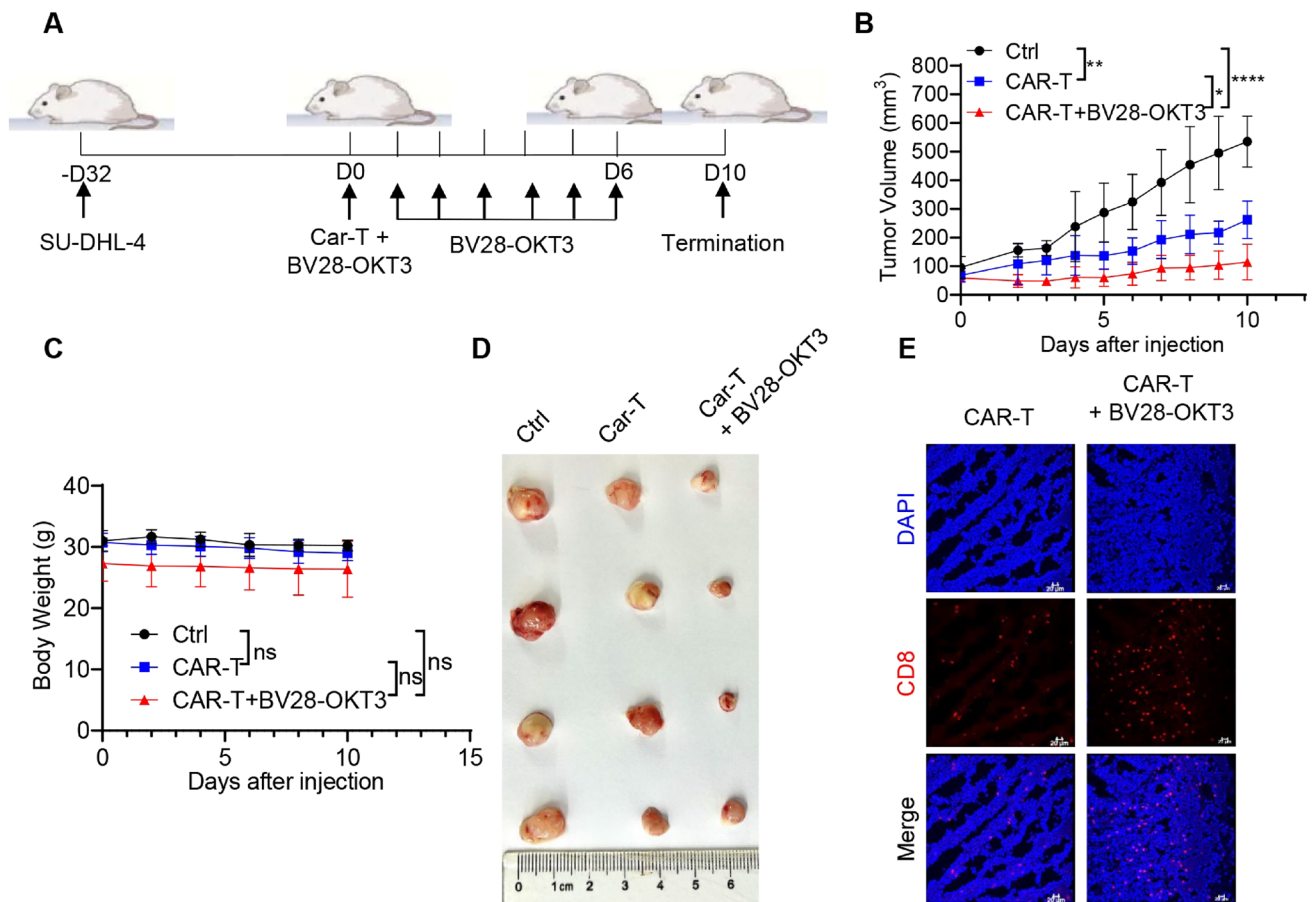 A
-D32
D0
D6
D10
SU-DHL-4
Car-T +
BV28-OKT3
BV28-OKT3
Termination
B
Ctrl
CAR-T
CAR-T+BV28-OKT3
**
*
****
Tumor Volume (mm3)
800
700
600
500
400
300
200
100
0
0
5
10
Days after injection
C
Body Weight (g)
40
30
20
10
0
Ctrl
CAR-T
CAR-T+BV28-OKT3
ns
ns
ns
0
5
10
15
Days after injection
D
Ctrl
Car-T
Car-T
+ BV28-OKT3
0 1cm 2 3 4 5 6
E
CAR-T
CAR-T
+ BV28-OKT3
DAPI
20 μm
CD8
20 μm
Merge
20 μm